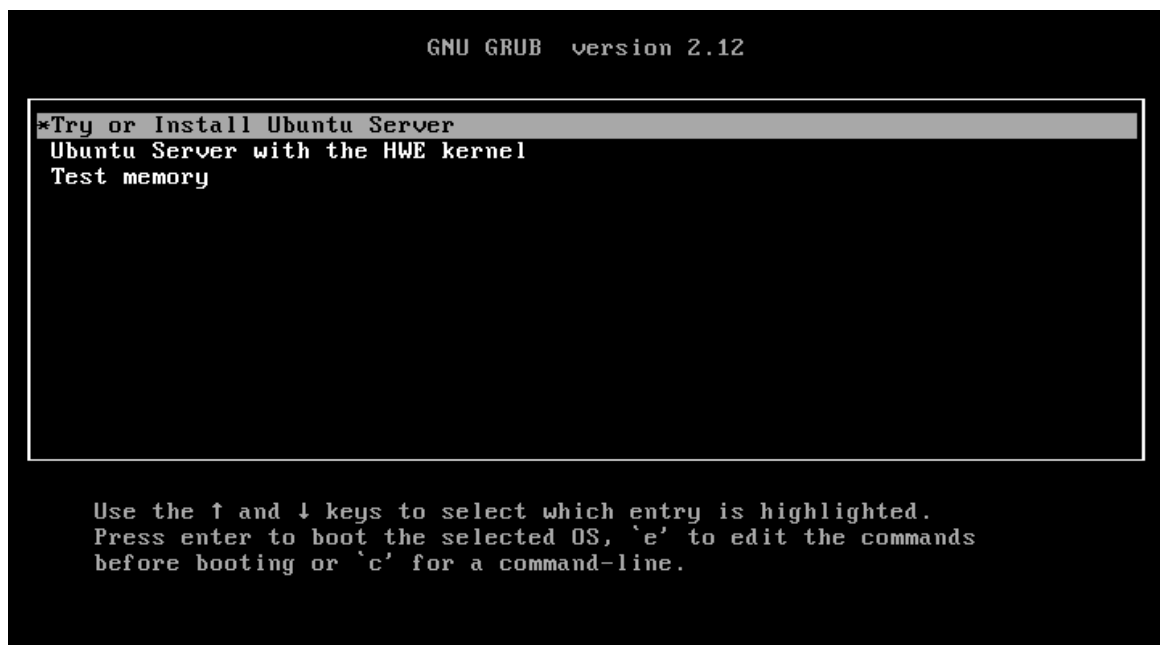 GNU GRUB  version 2.12
*Try or Install Ubuntu Server
Ubuntu Server with the HWE kernel
Test memory
Use the ↑ and ↓ keys to select which entry is highlighted.
Press enter to boot the selected OS, `e' to edit the commands
before booting or `c' for a command-line.